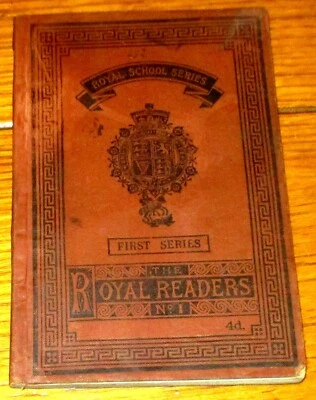 ROYAL SCHOOL SERIES
FIRST SERIES
THE
ROYAL READERS
No 1
4d.